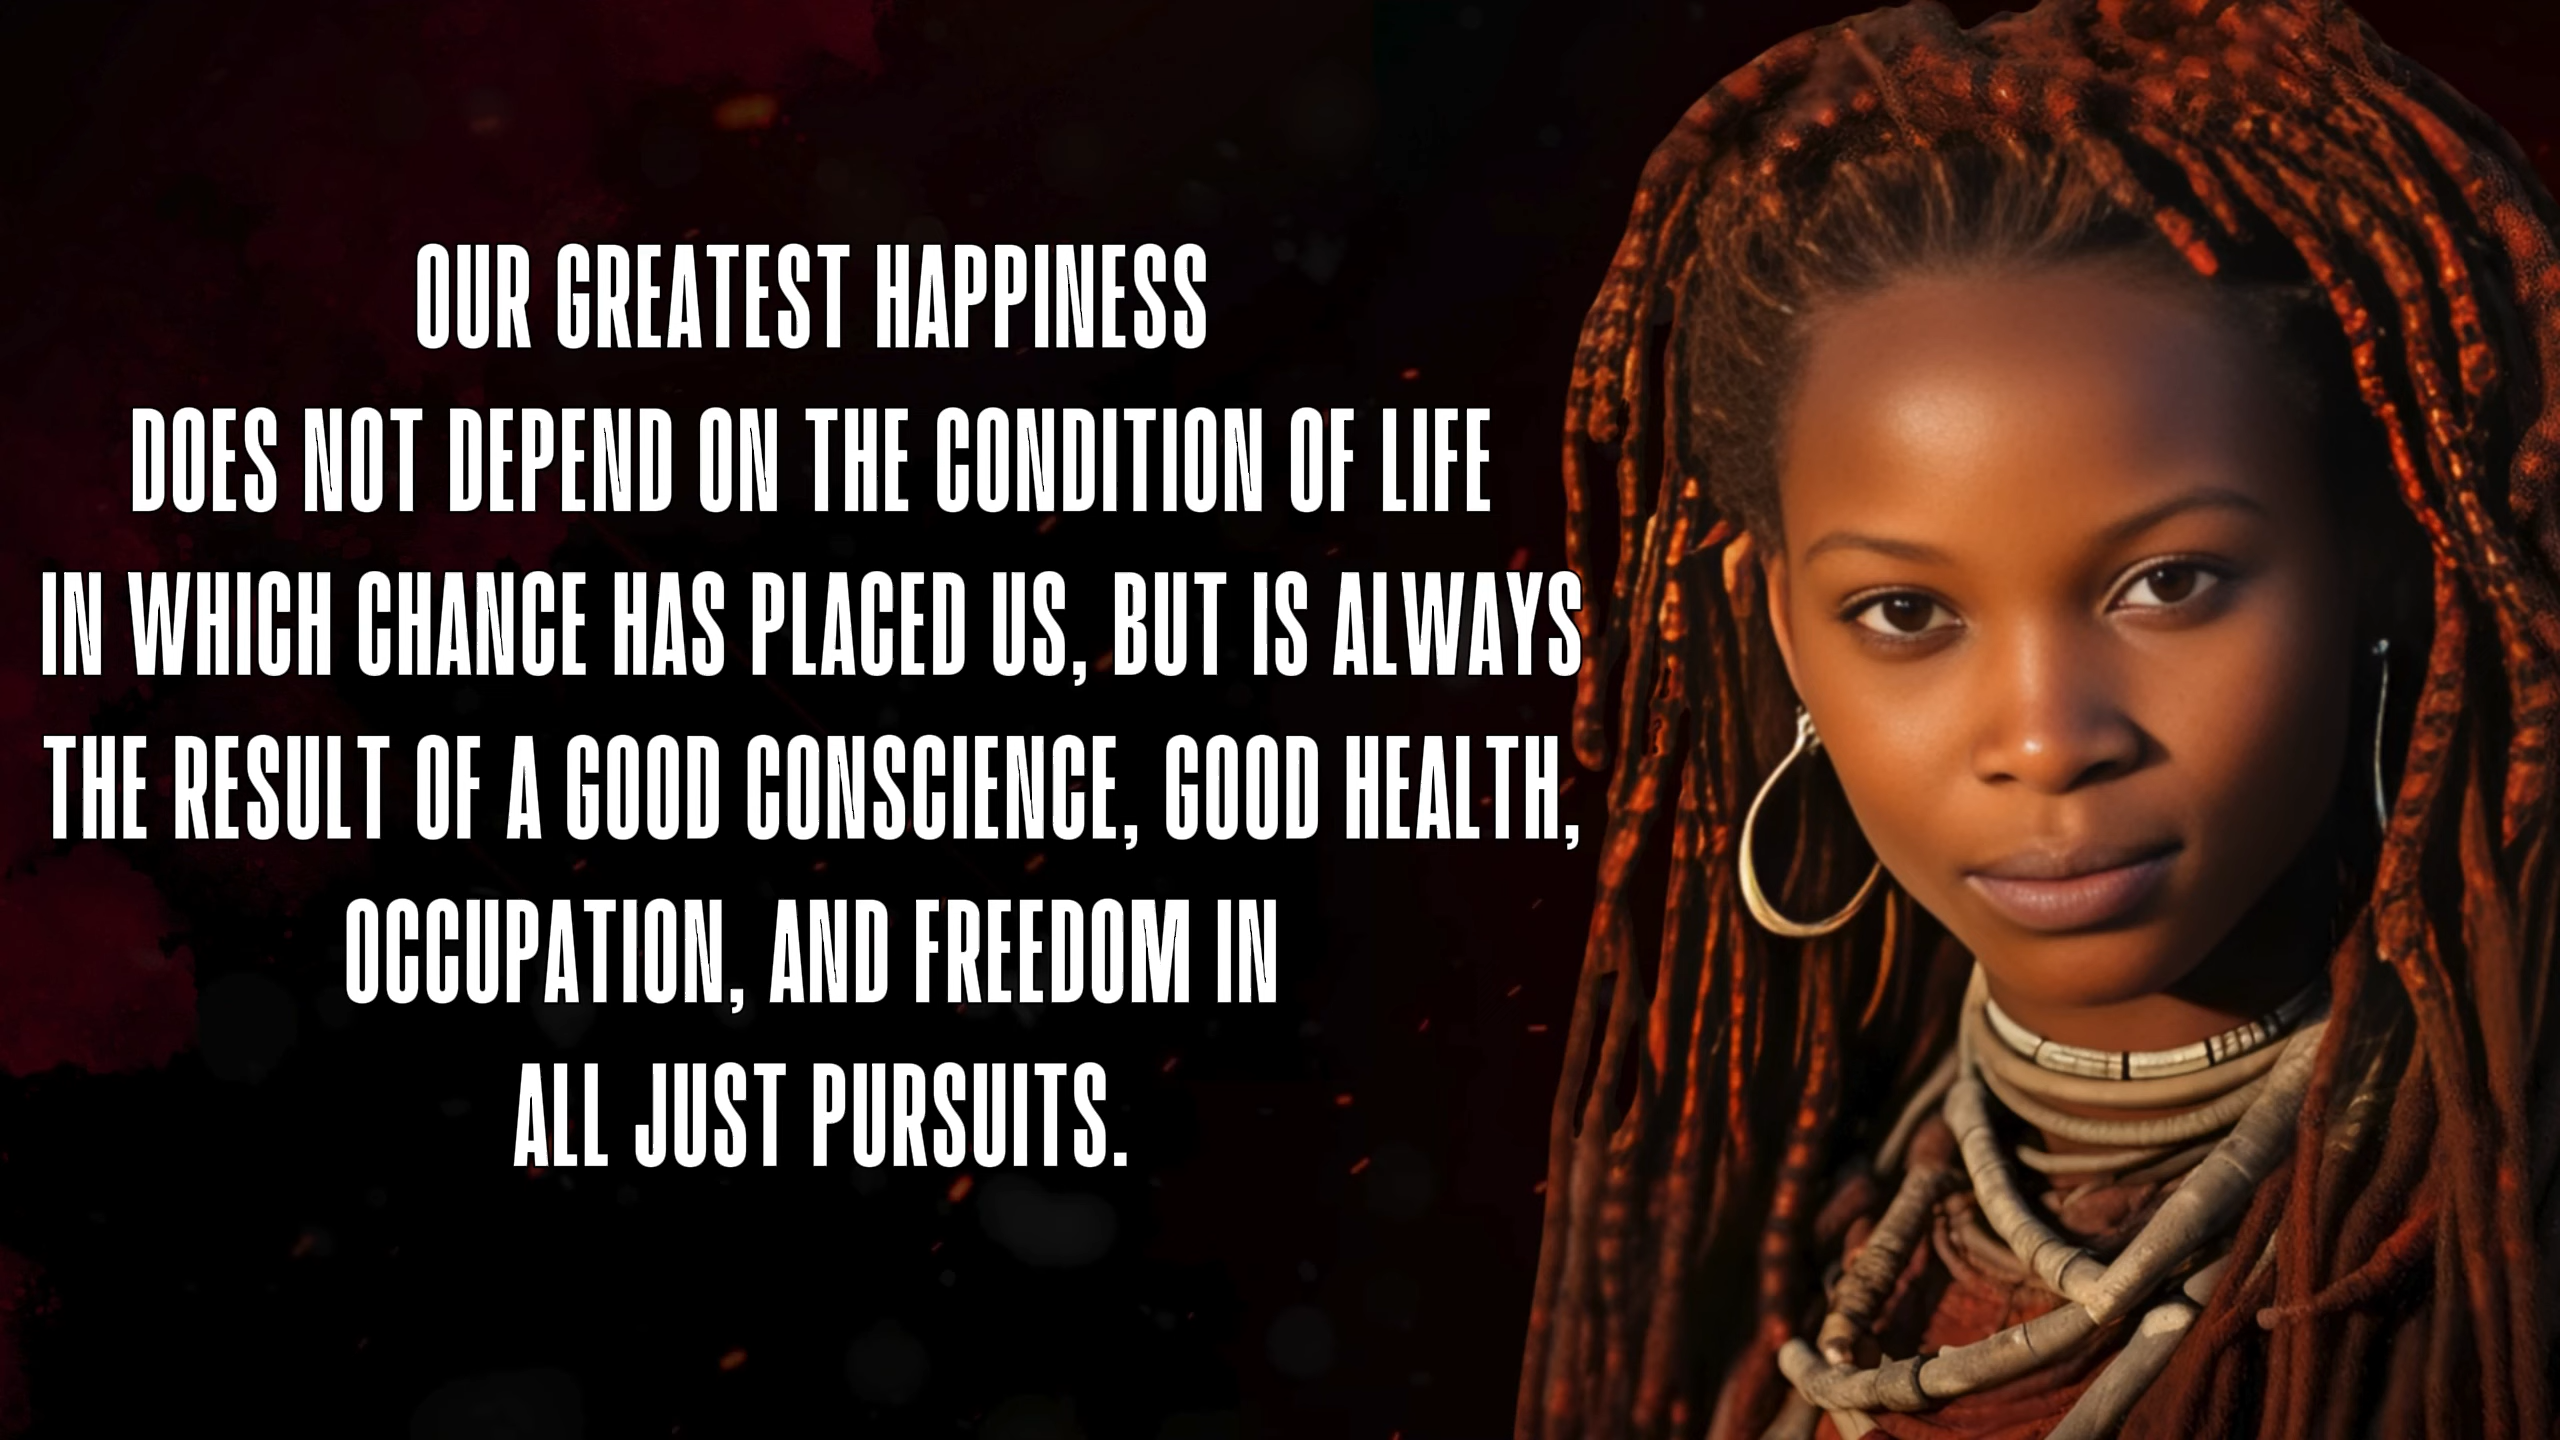 OUR GREATEST HAPPINESS
DOES NOT DEPEND ON THE CONDITION OF LIFE
IN WHICH CHANCE HAS PLACED US, BUT IS ALWAYS
THE RESULT OF A GOOD CONSCIENCE, GOOD HEALTH,
OCCUPATION, AND FREEDOM IN
ALL JUST PURSUITS.